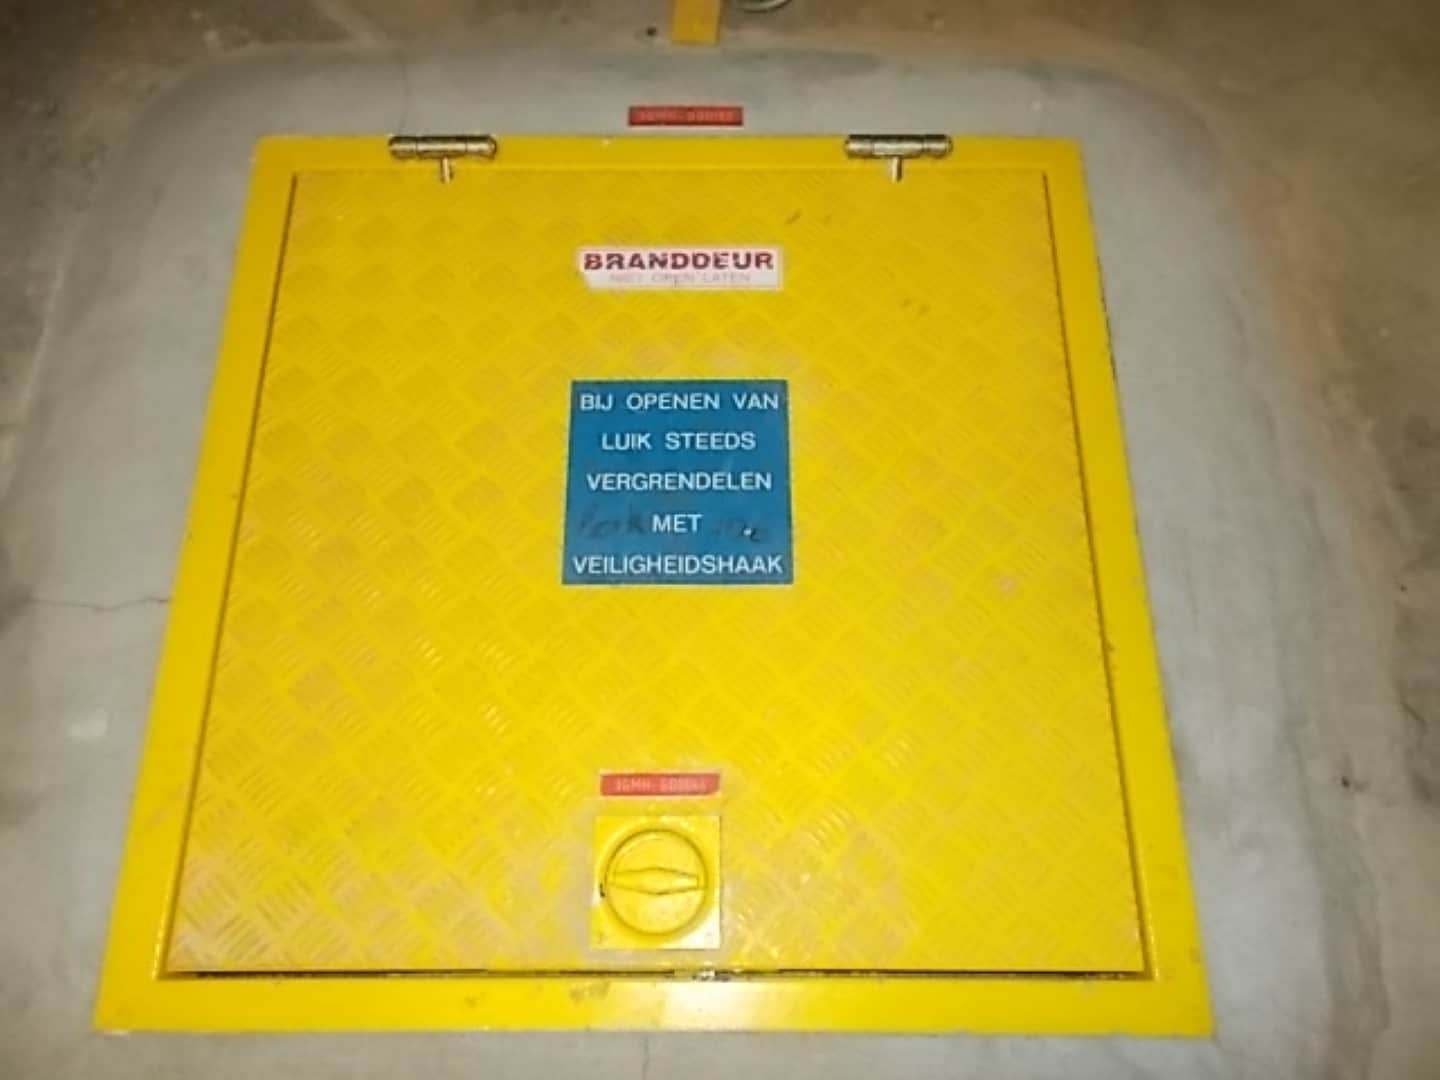 BRANDDEUR
NIET OPEN LATEN
BIJ OPENEN VAN
LUIK STEEDS
VERGRENDELEN
MET
VEILIGHEIDSHAAK